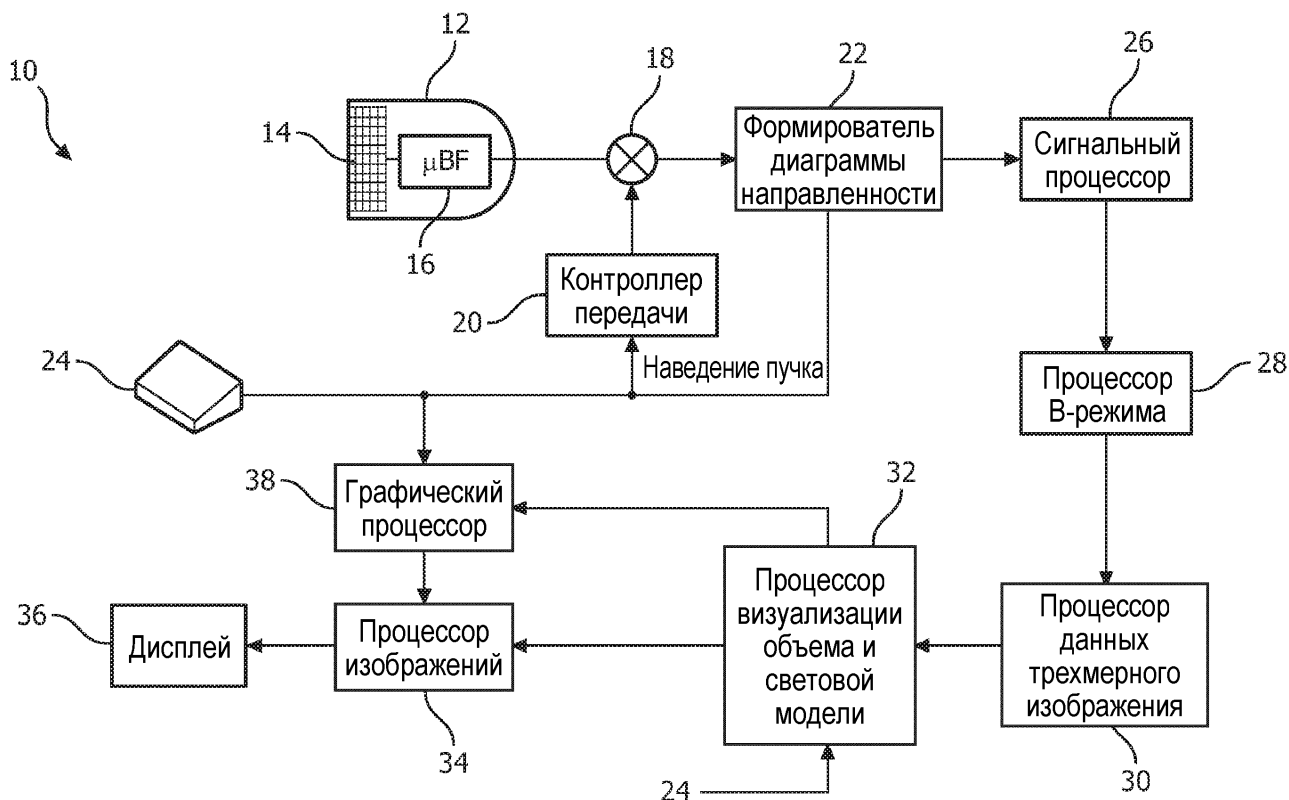 10
12
14
μBF
16
18
22
Формирователь
диаграммы
направленности
26
Сигнальный
процессор
20
Контроллер
передачи
24
Наведение пучка
Процессор
В-режима
28
38
Графический
процессор
32
Процессор
визуализации
объема и
световой
модели
36
Дисплей
Процессор
изображений
34
24
Процессор
данных
трехмерного
изображения
30